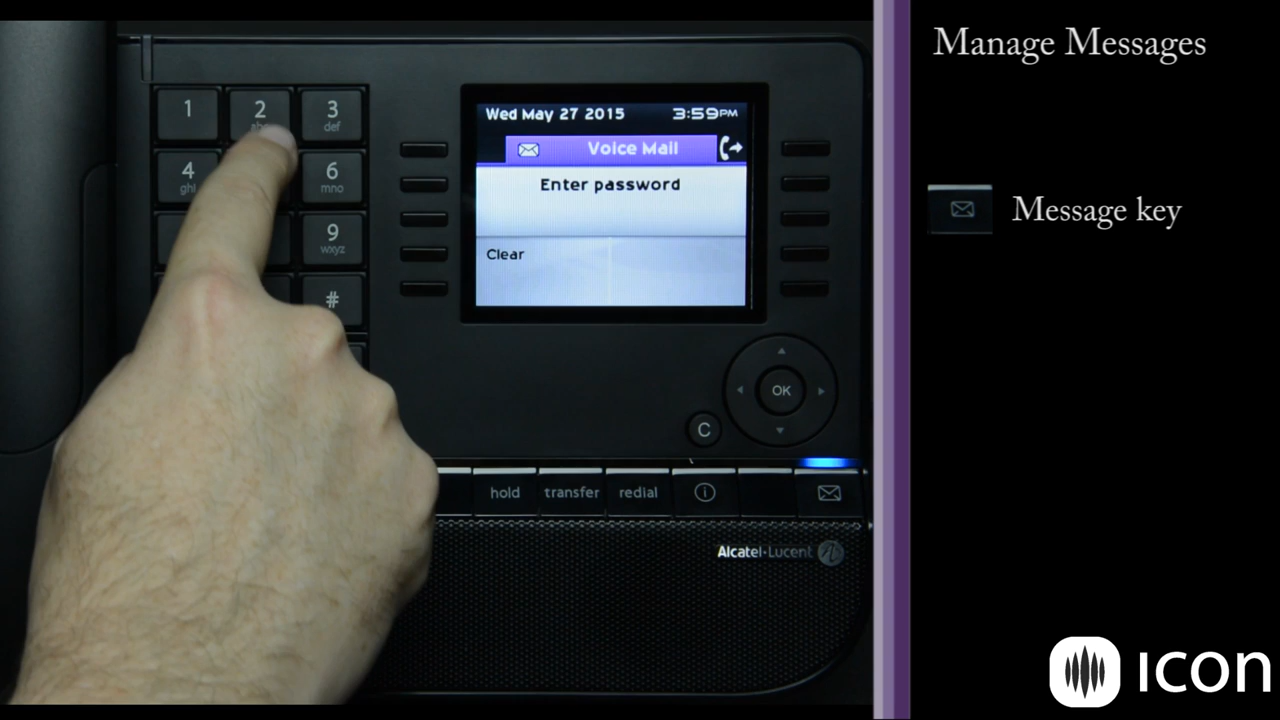 Manage Messages
Wed May 27 2015 3:59PM
Voice Mail
Enter password
Clear
Message key
1
2
3
def
4
6
mno
9
wxyz
#
OK
C
hold
transfer
redial
Alcatel•Lucent
icon